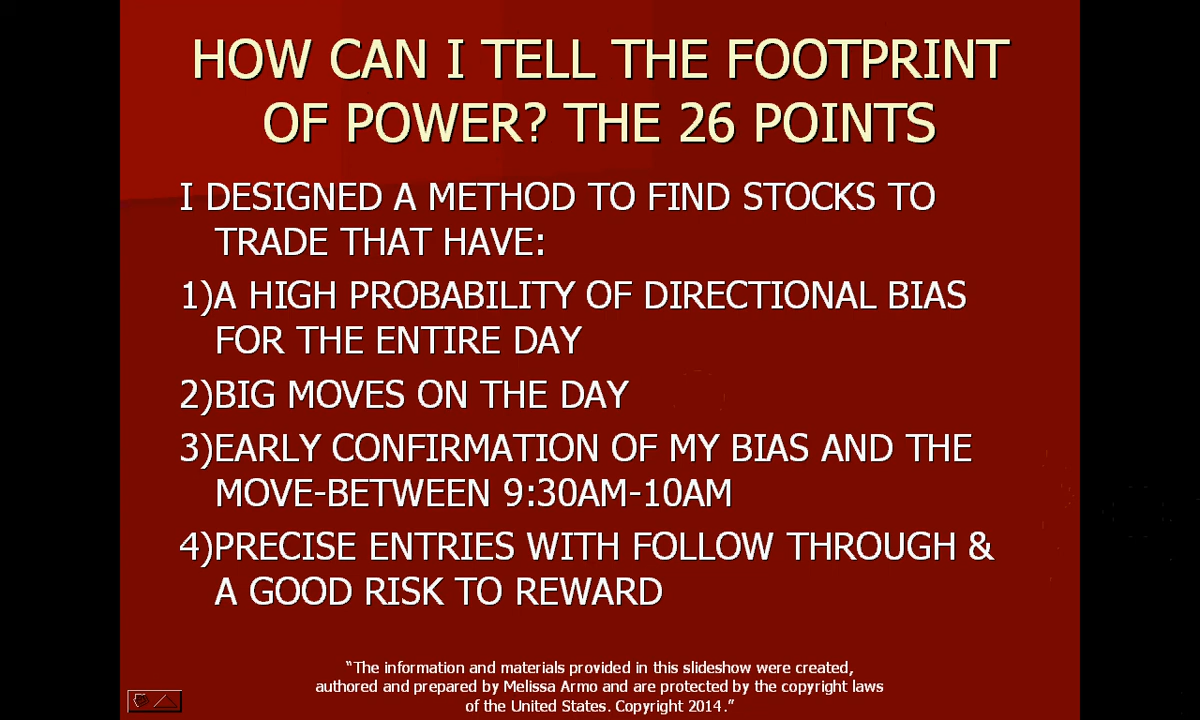 HOW CAN I TELL THE FOOTPRINT
OF POWER? THE 26 POINTS
I DESIGNED A METHOD TO FIND STOCKS TO
TRADE THAT HAVE:
1)A HIGH PROBABILITY OF DIRECTIONAL BIAS
FOR THE ENTIRE DAY
2)BIG MOVES ON THE DAY
3)EARLY CONFIRMATION OF MY BIAS AND THE
MOVE-BETWEEN 9:30AM-10AM
4)PRECISE ENTRIES WITH FOLLOW THROUGH &
A GOOD RISK TO REWARD
“The information and materials provided in this slideshow were created,
authored and prepared by Melissa Armo and are protected by the copyright laws
of the United States. Copyright 2014.”